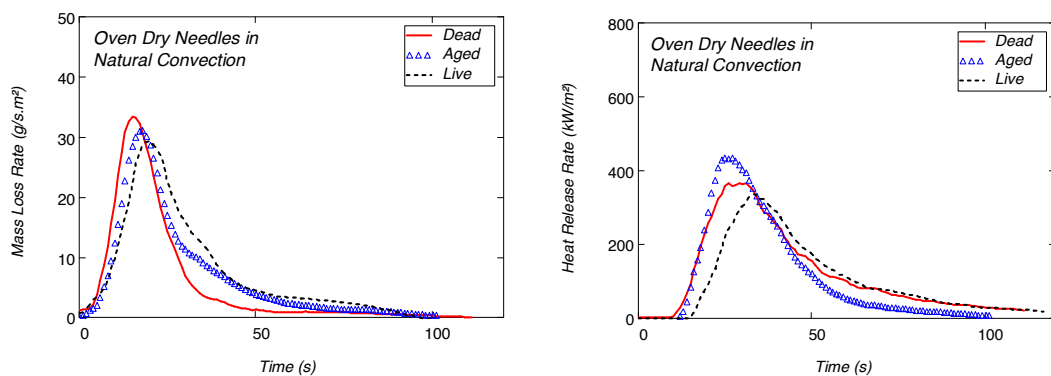 50
40
30
20
10
0
Mass Loss Rate (g/s.m²)
Oven Dry Needles in
Natural Convection
Dead
Aged
Live
0
50
100
Time (s)
800
600
400
200
0
Heat Release Rate (kW/m²)
Oven Dry Needles in
Natural Convection
Dead
Aged
Live
0
50
100
Time (s)